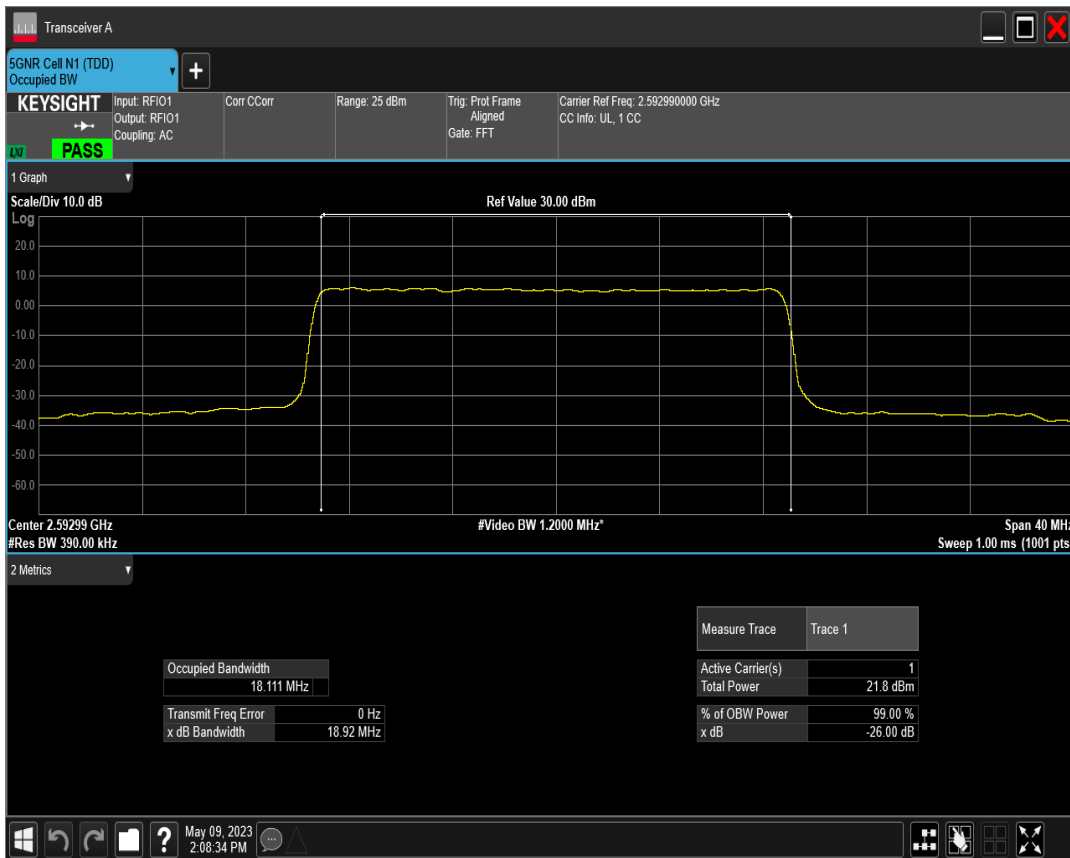 Transceiver A
5GNR Cell N1 (TDD)
Occupied BW
+
KEYSIGHT
LXI
PASS
Input: RFIO1
Output: RFIO1
Coupling: AC
Corr CCorr
Range: 25 dBm
Trig: Prot Frame
Aligned
Gate: FFT
Carrier Ref Freq: 2.592990000 GHz
CC Info: UL, 1 CC
1 Graph
Scale/Div 10.0 dB
Ref Value 30.00 dBm
Log
20.0
10.0
0.00
-10.0
-20.0
-30.0
-40.0
-50.0
-60.0
Center 2.59299 GHz
#Video BW 1.2000 MHz*
Span 40 MHz
#Res BW 390.00 kHz
Sweep 1.00 ms (1001 pts
2 Metrics
Measure Trace Trace 1
Occupied Bandwidth
18.111 MHz
Active Carrier(s) 1
Total Power 21.8 dBm
Transmit Freq Error 0 Hz
x dB Bandwidth 18.92 MHz
% of OBW Power 99.00 %
x dB -26.00 dB
?
May 09, 2023
2:08:34 PM